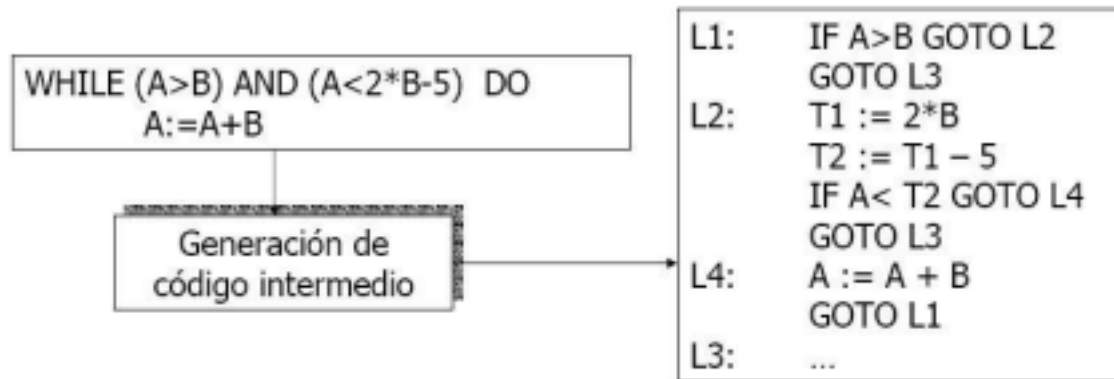 WHILE (A>B) AND (A<2*B-5) DO
A:=A+B
Generación de
código intermedio
L1: IF A>B GOTO L2
GOTO L3
L2: T1 := 2*B
T2 := T1 – 5
IF A< T2 GOTO L4
GOTO L3
L4: A := A + B
GOTO L1
L3: ...